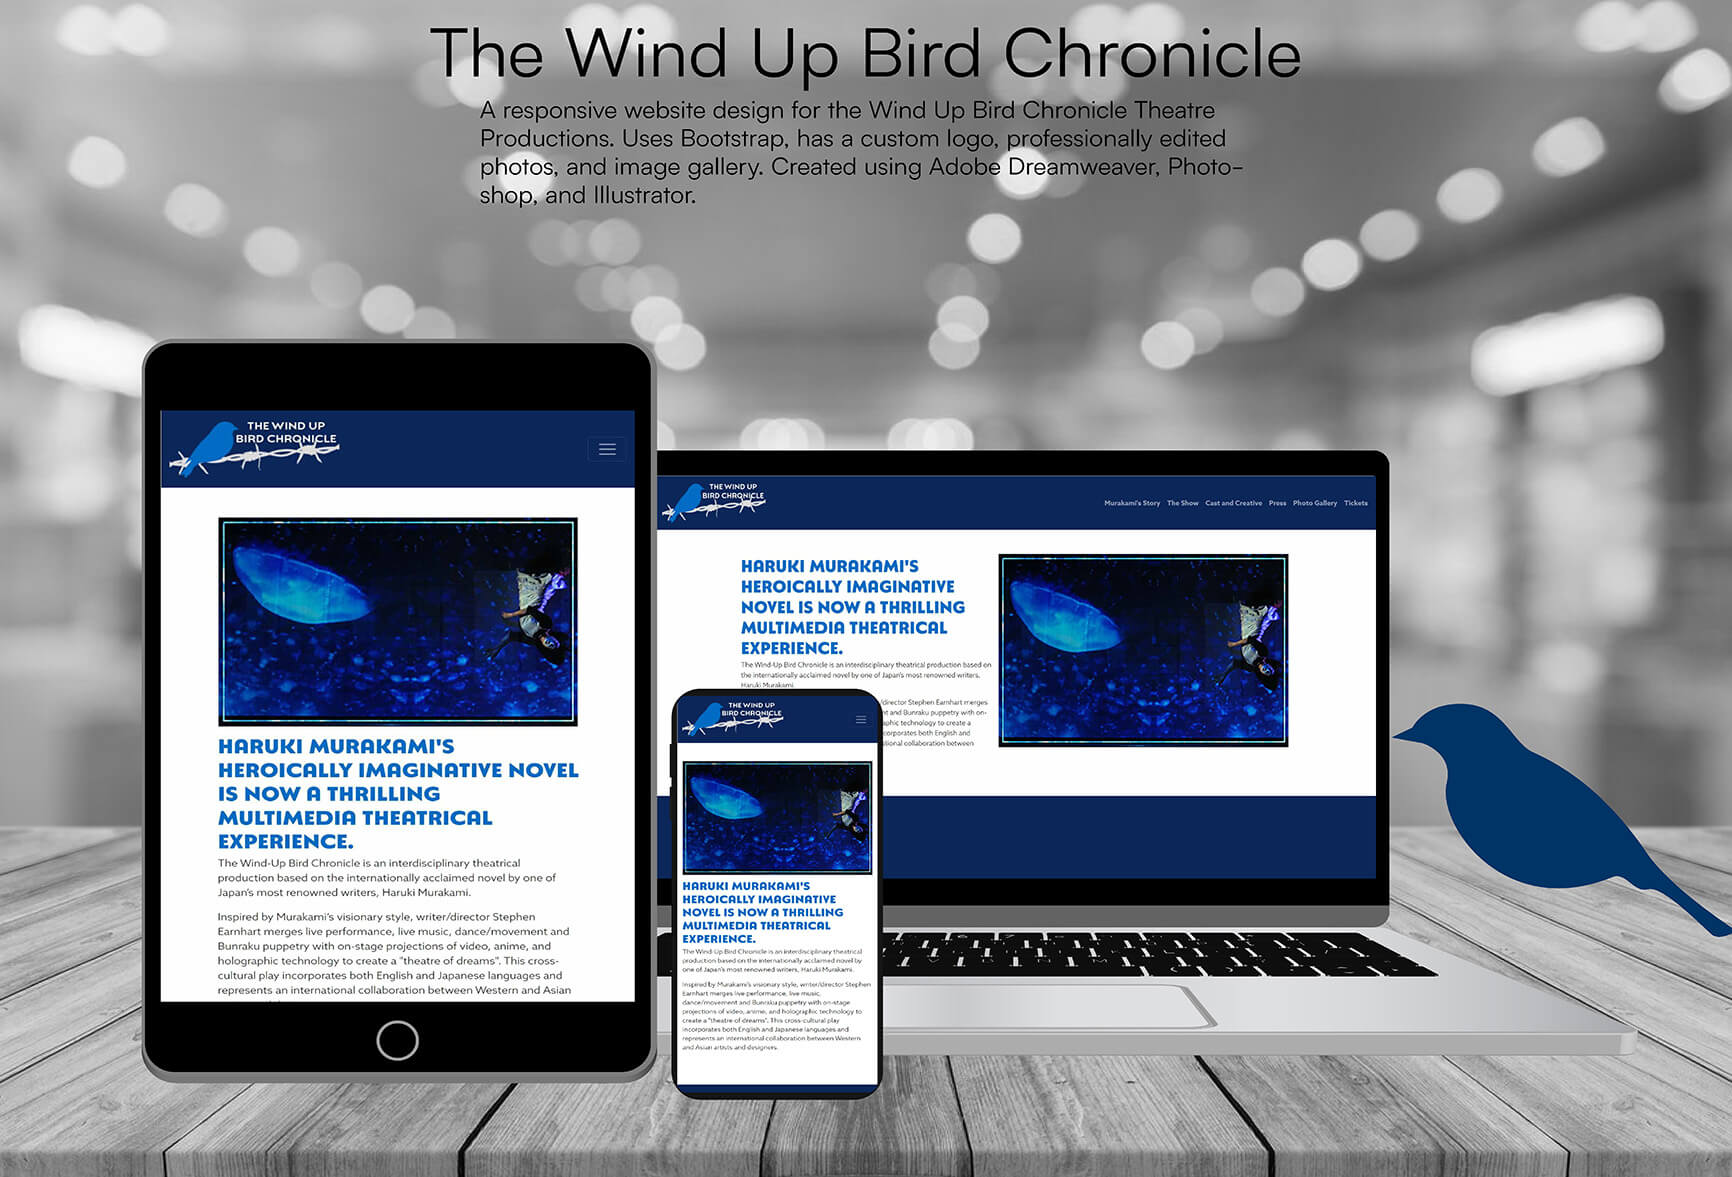 The Wind Up Bird Chronicle
A responsive website design for the Wind Up Bird Chronicle Theatre
Productions. Uses Bootstrap, has a custom logo, professionally edited
photos, and image gallery. Created using Adobe Dreamweaver, Photo-
shop, and Illustrator.
THE WIND UP
BIRD CHRONICLE
HARUKI MURAKAMI'S
HEROICALLY IMAGINATIVE NOVEL
IS NOW A THRILLING
MULTIMEDIA THEATRICAL
EXPERIENCE.
The Wind-Up Bird Chronicle is an interdisciplinary theatrical
production based on the internationally acclaimed novel by one of
Japan's most renowned writers, Haruki Murakami.
Inspired by Murakami's visionary style, writer/director Stephen
Earnhart merges live performance, live music, dance/movement and
Bunraku puppetry with on-stage projections of video, anime, and
holographic technology to create a "theatre of dreams". This cross-
cultural play incorporates both English and Japanese languages and
represents an international collaboration between Western and Asian
THE WIND UP
BIRD CHRONICLE
Murakami's Story The Show Cast and Creative Press Photo Gallery Tickets
HARUKI MURAKAMI'S
HEROICALLY IMAGINATIVE
NOVEL IS NOW A THRILLING
MULTIMEDIA THEATRICAL
EXPERIENCE.
The Wind-Up Bird Chronicle is an interdisciplinary theatrical production based on
the internationally acclaimed novel by one of Japan's most renowned writers,
Haruki Murakami.
/director Stephen Earnhart merges
nt and Bunraku puppetry with on-
aphic technology to create a
corporates both English and
ational collaboration between
THE WIND UP
BIRD CHRONICLE
HARUKI MURAKAMI'S
HEROICALLY IMAGINATIVE
NOVEL IS NOW A THRILLING
MULTIMEDIA THEATRICAL
EXPERIENCE.
The Wind-Up Bird Chronicle is an interdisciplinary theatrical
production based on the internationally acclaimed novel by
one of Japan's most renowned writers, Haruki Murakami.
Inspired by Murakami's visionary style, writer/director Stephen
Earnhart merges live performance, live music,
dance/movement and Bunraku puppetry with on-stage
projections of video, anime, and holographic technology to
create a "theatre of dreams". This cross-cultural play
incorporates both English and Japanese languages and
represents an international collaboration between Western
and Asian artists and designers.